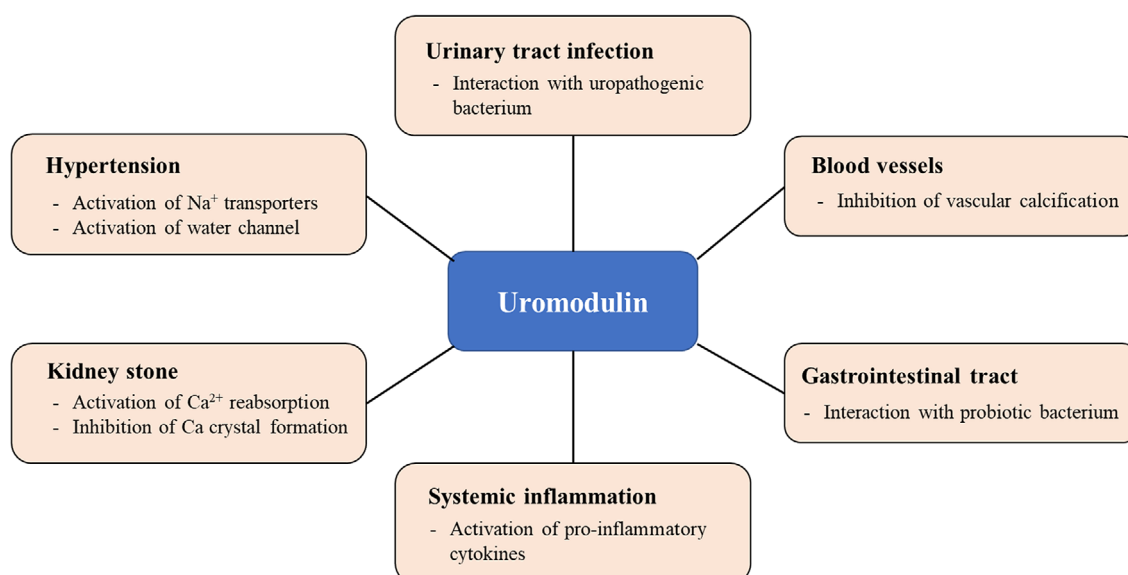 Urinary tract infection
- Interaction with uropathogenic
bacterium
Hypertension
- Activation of Na⁺ transporters
- Activation of water channel
Blood vessels
- Inhibition of vascular calcification
Uromodulin
Kidney stone
- Activation of Ca²⁺ reabsorption
- Inhibition of Ca crystal formation
Gastrointestinal tract
- Interaction with probiotic bacterium
Systemic inflammation
- Activation of pro-inflammatory
cytokines